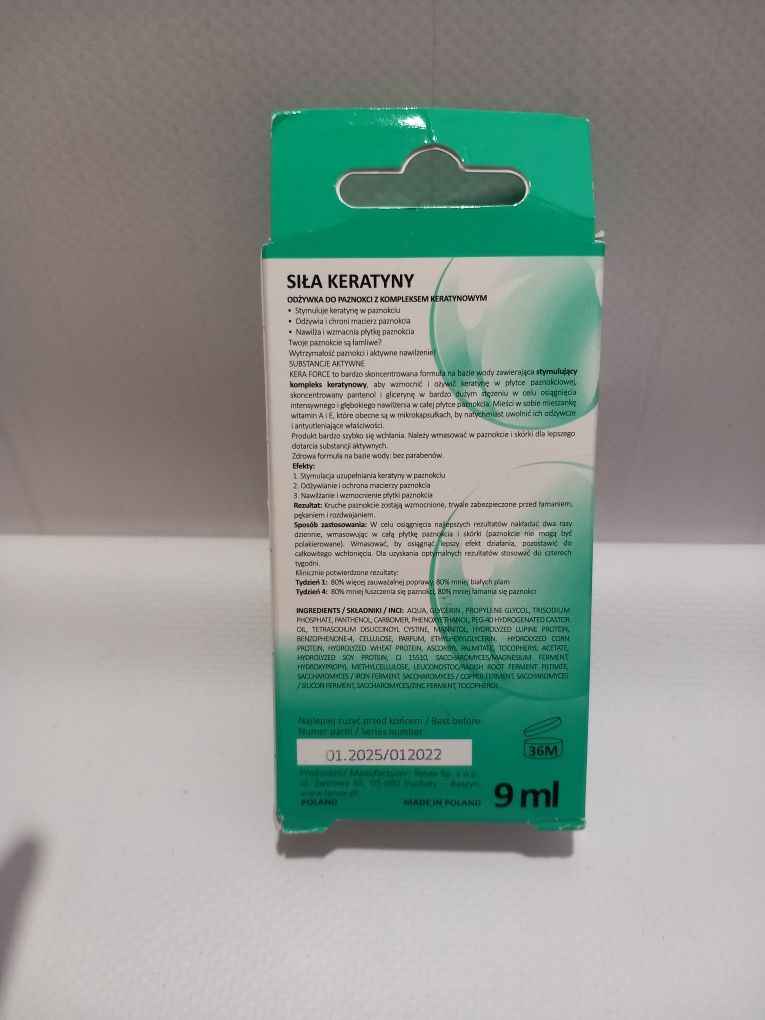 SIŁA KERATYNY
ODŻYWKA DO PAZNOKCI Z KOMPLEKSEM KERATYNOWYM
• Stymuluje keratynę w paznokciu
• Odżywia i chroni macierz paznokcia
• Nawilża i wzmacnia płytkę paznokcia
Twoje paznokcie są łamliwe?
Wytrzymałość paznokci i aktywne nawilżenie!
SUBSTANCJE AKTYWNE
KERA FORCE to bardzo skoncentrowana formuła na bazie wody zawierająca stymulujący
kompleks keratynowy, aby wzmocnić i ożywić keratynę w płytce paznokciowej,
skoncentrowany pantenol i glicerynę w bardzo dużym stężeniu w celu osiągnięcia
intensywnego i głębokiego nawilżenia w całej płytce paznokcia. Mieści w sobie mieszankę
witamin A i E, które obecne są w mikrokapsułkach, by natychmiast uwolnić ich odżywcze
i antyutleniające właściwości.
Produkt bardzo szybko się wchłania. Należy wmasować w paznokcie i skórki dla lepszego
dotarcia substancji aktywnych.
Zdrowa formuła na bazie wody: bez parabenów.
Efekty:
1. Stymulacja uzupełniania keratyny w paznokciu
2. Odżywianie i ochrona macierzy paznokcia
3. Nawilżanie i wzmocnienie płytki paznokcia
Rezultat: Kruche paznokcie zostają wzmocnione, trwale zabezpieczone przed łamaniem,
pękaniem i rozdwajaniem.
Sposób zastosowania: W celu osiągnięcia najlepszych rezultatów nakładać dwa razy
dziennie, wmasowując w całą płytkę paznokcia i skórki (paznokcie nie mogą być
polakierowane). Wmasować, by osiągnąć lepszy efekt działania, pozostawić do
całkowitego wchłonięcia. Dla uzyskania optymalnych rezultatów stosować do czterech
tygodni.
Klinicznie potwierdzone rezultaty:
Tydzień 1: 80% więcej zauważalnej poprawy, 80% mniej białych plam
Tydzień 4: 80% mniej łuszczenia się paznokci, 80% mniej łamania się paznokci
INGREDIENTS / SKŁADNIKI / INCI: AQUA, GLYCERIN, PROPYLENE GLYCOL, TRISODIUM
PHOSPHATE, PANTHENOL, CARBOMER, PHENOXYETHANOL, PEG-40 HYDROGENATED CASTOR
OIL, TETRASODIUM DISUCCINOYL CYSTINE, MANNITOL, HYDROLYZED LUPINE PROTEIN,
BENZOPHENONE-4, CELLULOSE, PARFUM, ETHYLHEXYLGLYCERIN, HYDROLYZED CORN
PROTEIN, HYDROLYZED WHEAT PROTEIN, ASCORBYL PALMITATE, TOCOPHERYL ACETATE,
HYDROLYZED SOY PROTEIN, CI 15510, SACCHAROMYCES/MAGNESIUM FERMENT,
HYDROXYPROPYL METHYLCELLULOSE, LEUCONOSTOC/RADISH ROOT FERMENT FILTRATE,
SACCHAROMYCES / IRON FERMENT, SACCHAROMYCES / COPPER FERMENT, SACCHAROMYCES
/ SILICON FERMENT, SACCHAROMYCES/ZINC FERMENT, TOCOPHEROL
Najlepiej zużyć przed końcem / Best before:
Numer partii / Series number:
01.2025/012022
36M
Producent/ Manufacturer: Tenex Sp. z o.o.,
ul. Żwirowa 65, 05-090 Puchały - Raszyn
www.tenex.pl,
POLAND MADE IN POLAND 9 ml